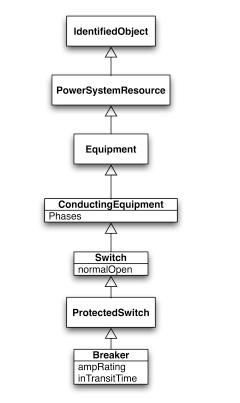 IdentifiedObject
PowerSystemResource
Equipment
ConductingEquipment
Phases
Switch
normalOpen
ProtectedSwitch
Breaker
ampRating
inTransitTime